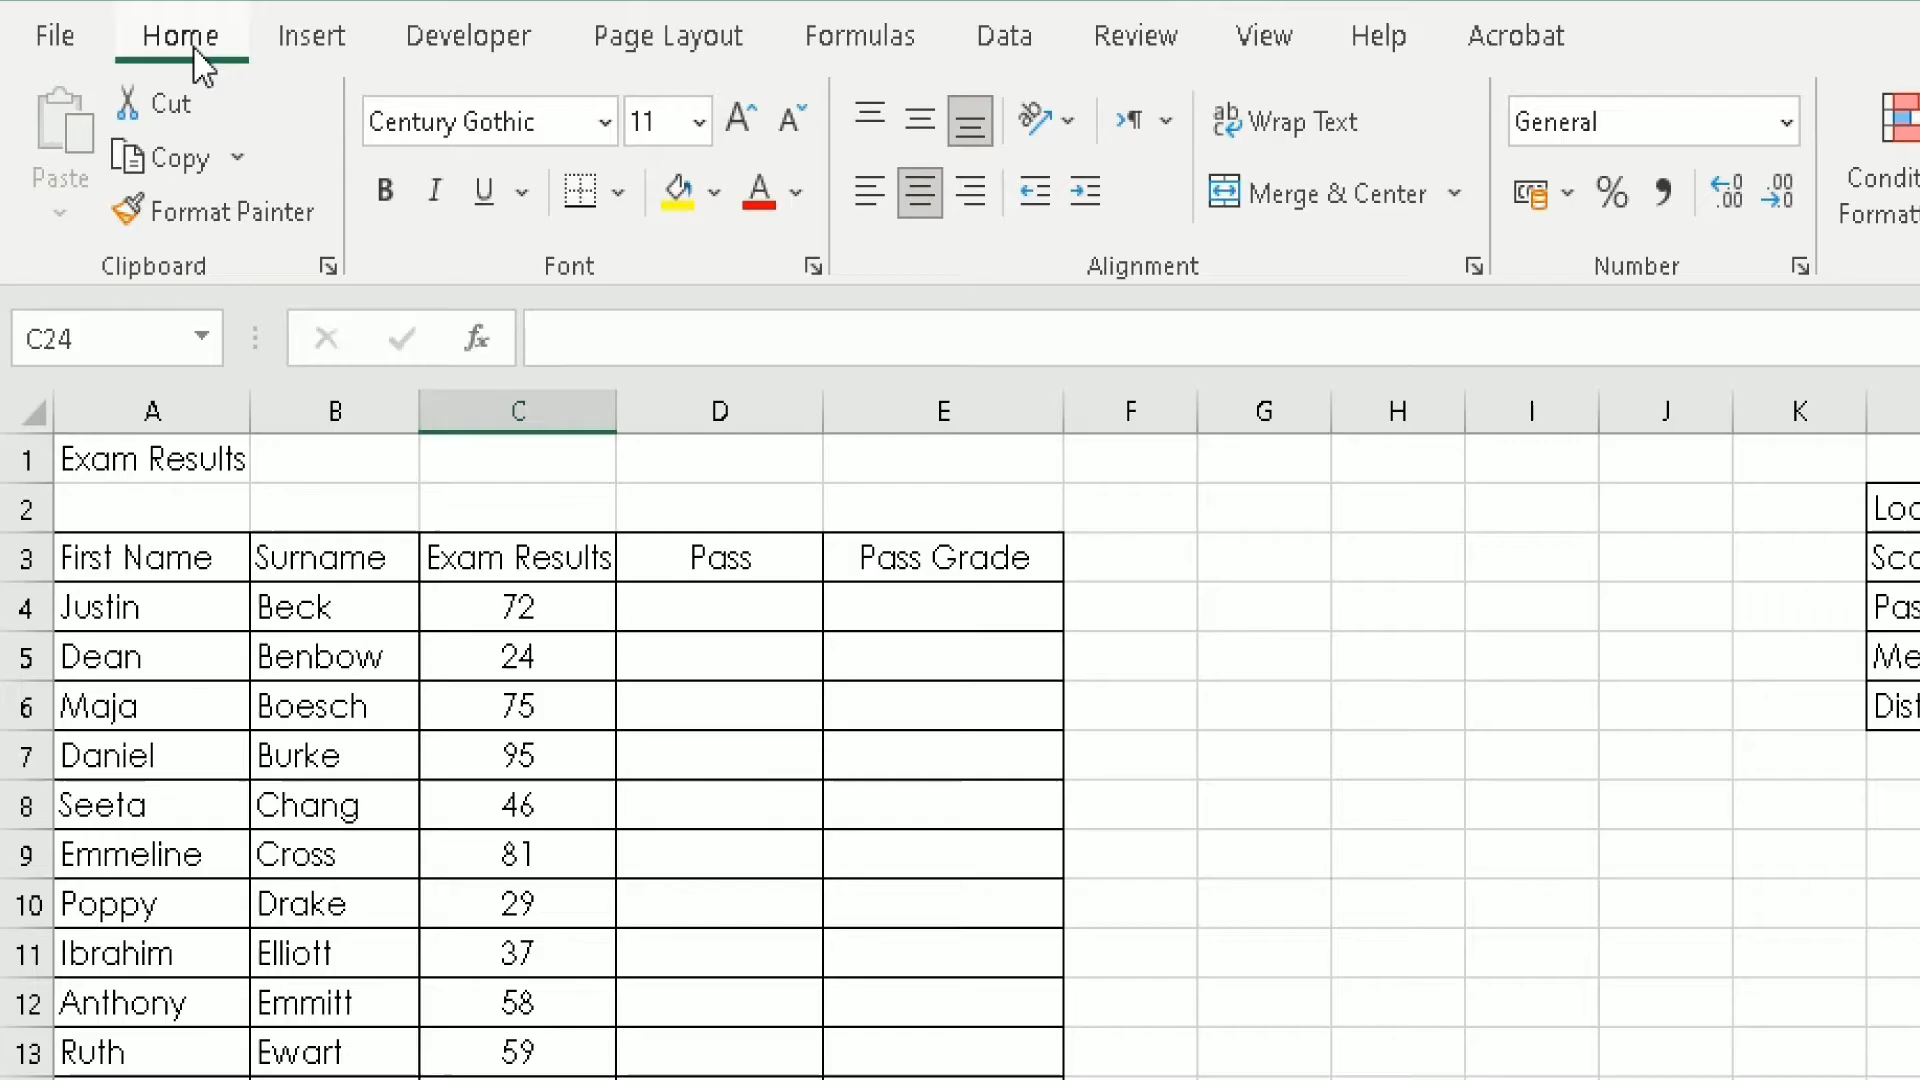 File Home Insert Developer Page Layout Formulas Data Review View Help Acrobat
Paste
Cut
Copy
Format Painter
Clipboard
Century Gothic 11
B I U
Font
Wrap Text
Merge & Center
Alignment
General
% 
Number
Condit
Formatt
C24
fx
A B C D E F G H I J K
1 Exam Results
2 Loo
3 First Name Surname Exam Results Pass Pass Grade Sco
4 Justin Beck 72 Pas
5 Dean Benbow 24 Me
6 Maja Boesch 75 Dist
7 Daniel Burke 95
8 Seeta Chang 46
9 Emmeline Cross 81
10 Poppy Drake 29
11 Ibrahim Elliott 37
12 Anthony Emmitt 58
13 Ruth Ewart 59